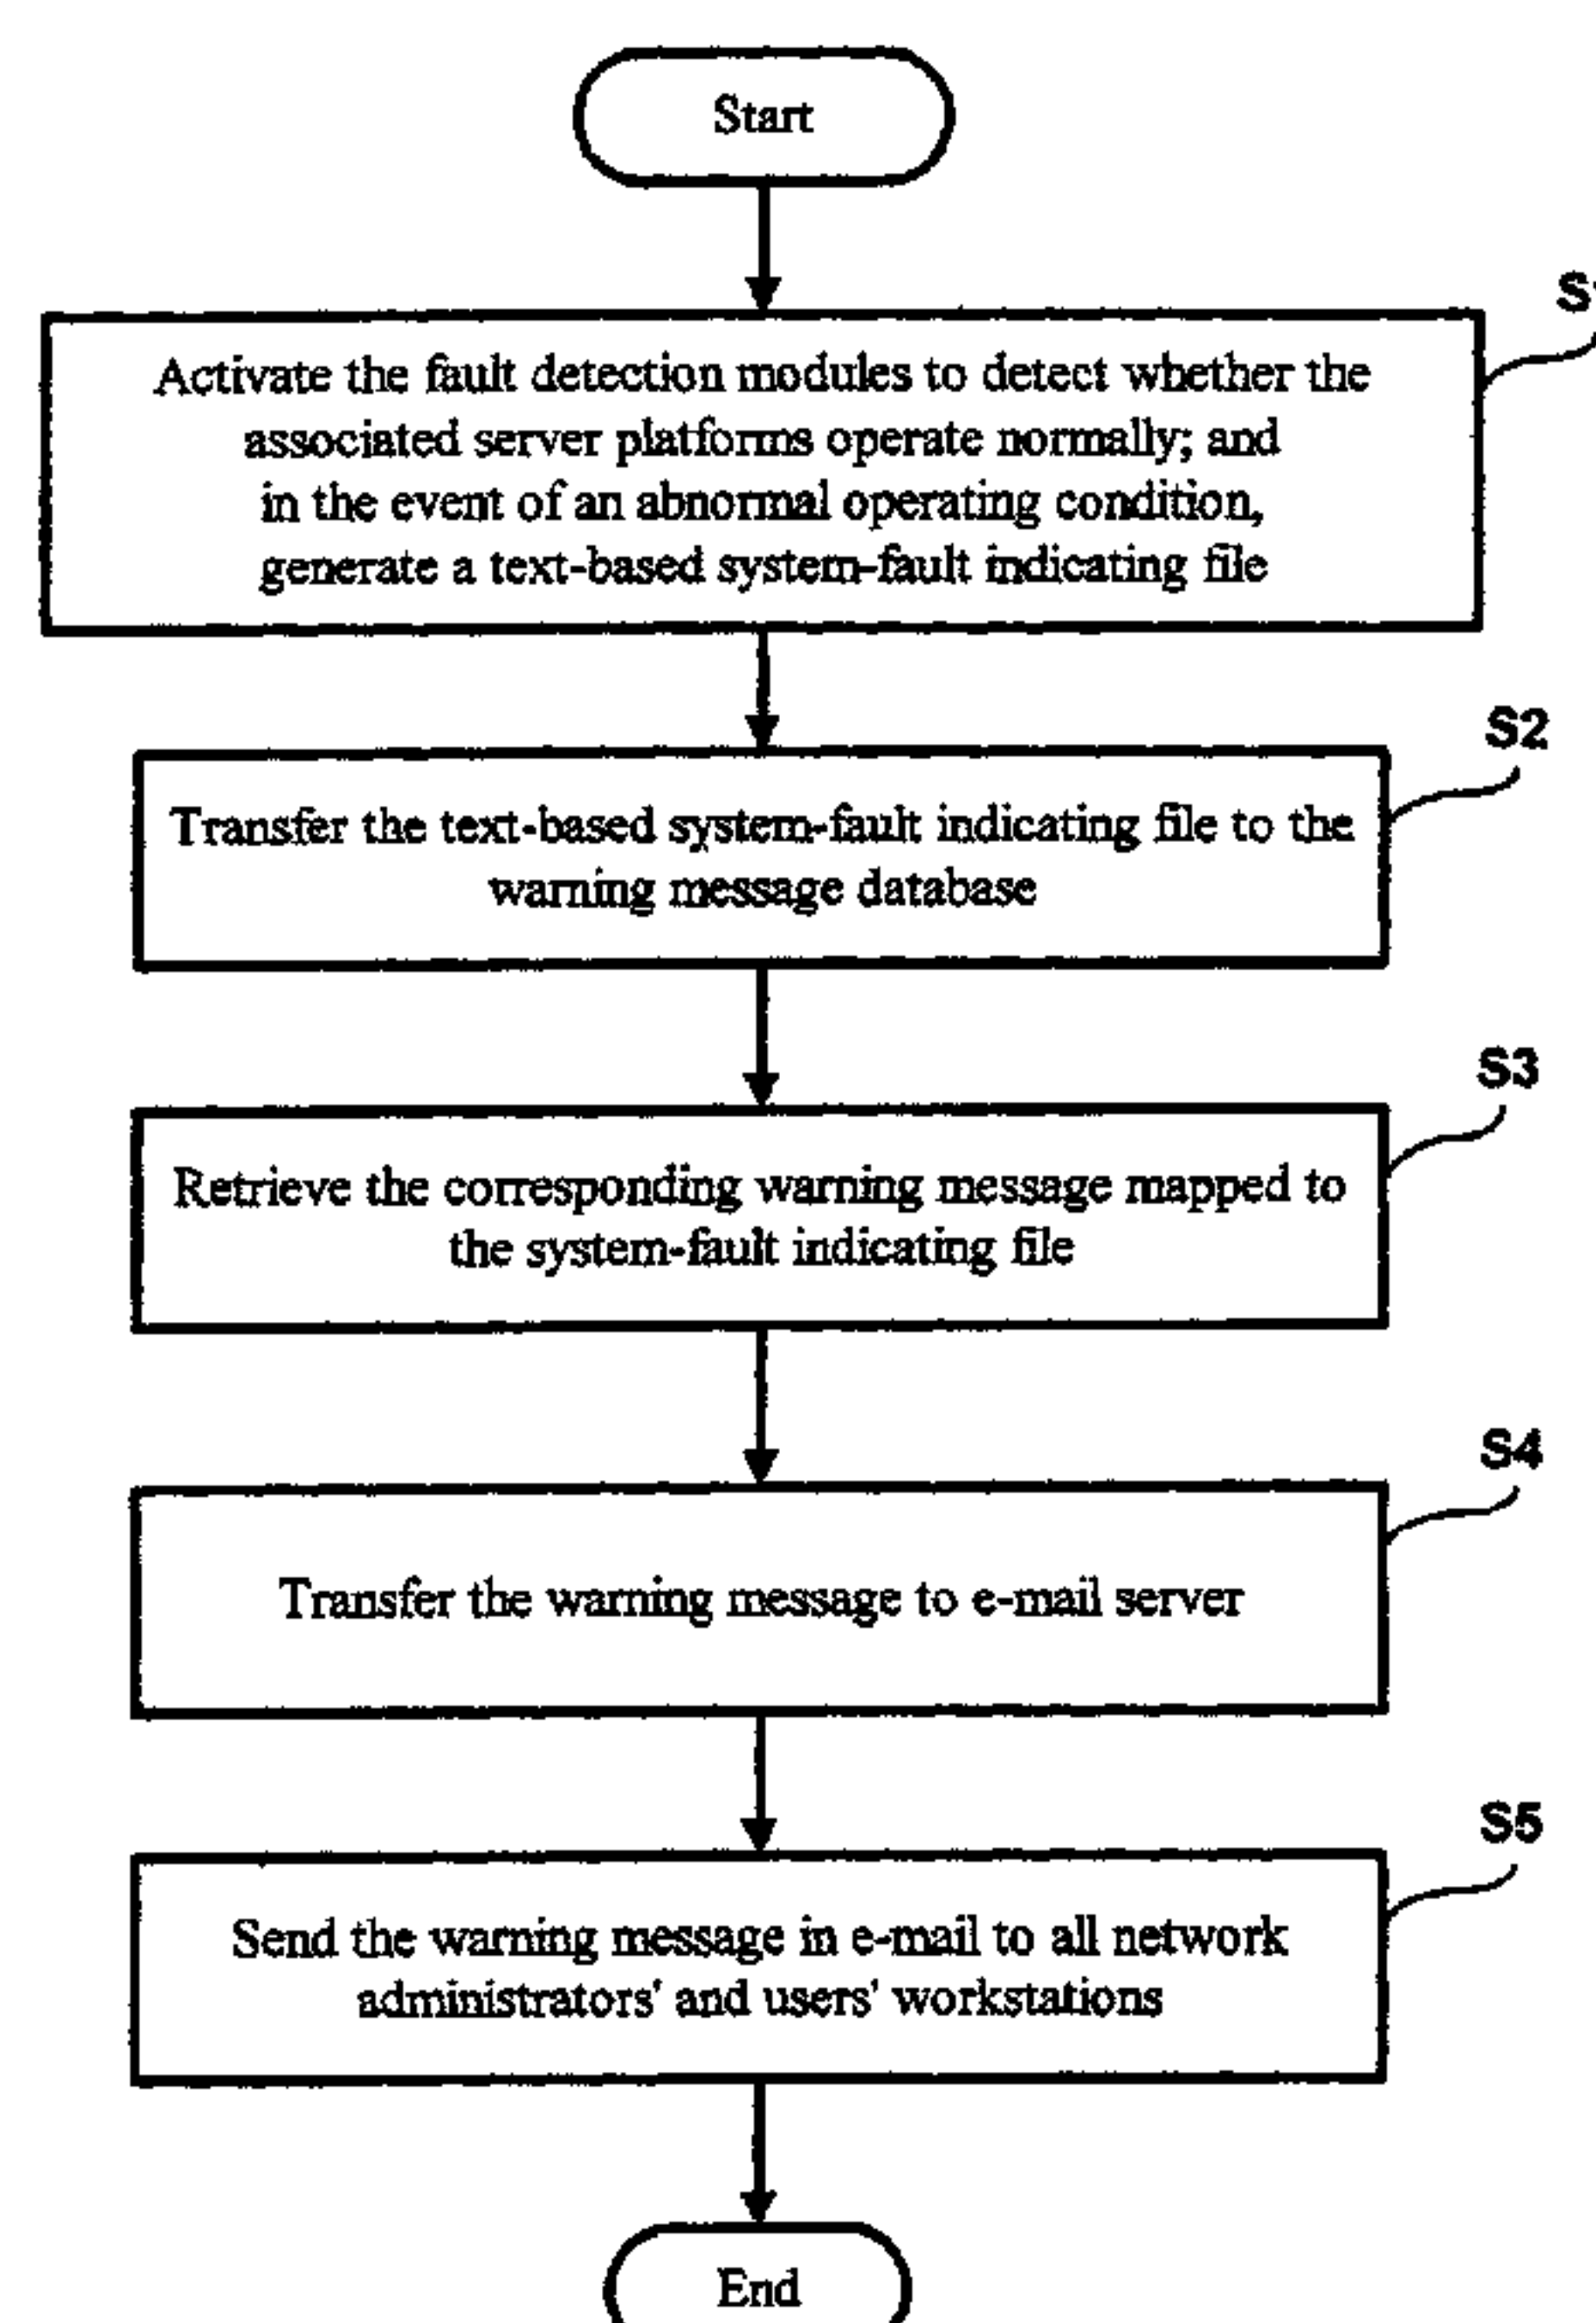 Start
Activate the fault detection modules to detect whether the
associated server platforms operate normally; and
in the event of an abnormal operating condition,
generate a text-based system-fault indicating file
S2
Transfer the text-based system-fault indicating file to the
warning message database
S3
Retrieve the corresponding warning message mapped to
the system-fault indicating file
S4
Transfer the warning message to e-mail server
S5
Send the warning message in e-mail to all network
administrators' and users' workstations
End